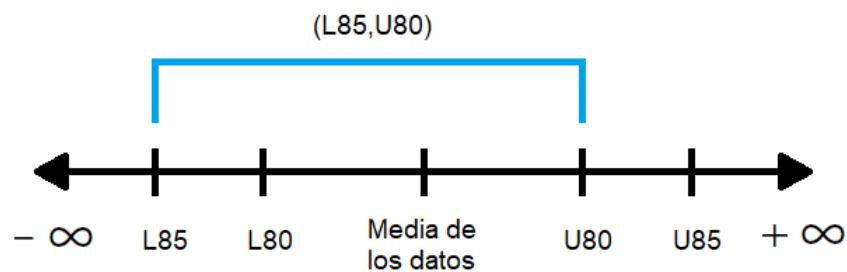 (L85,U80)
− ∞ L85 L80 Media de los datos U80 U85 + ∞